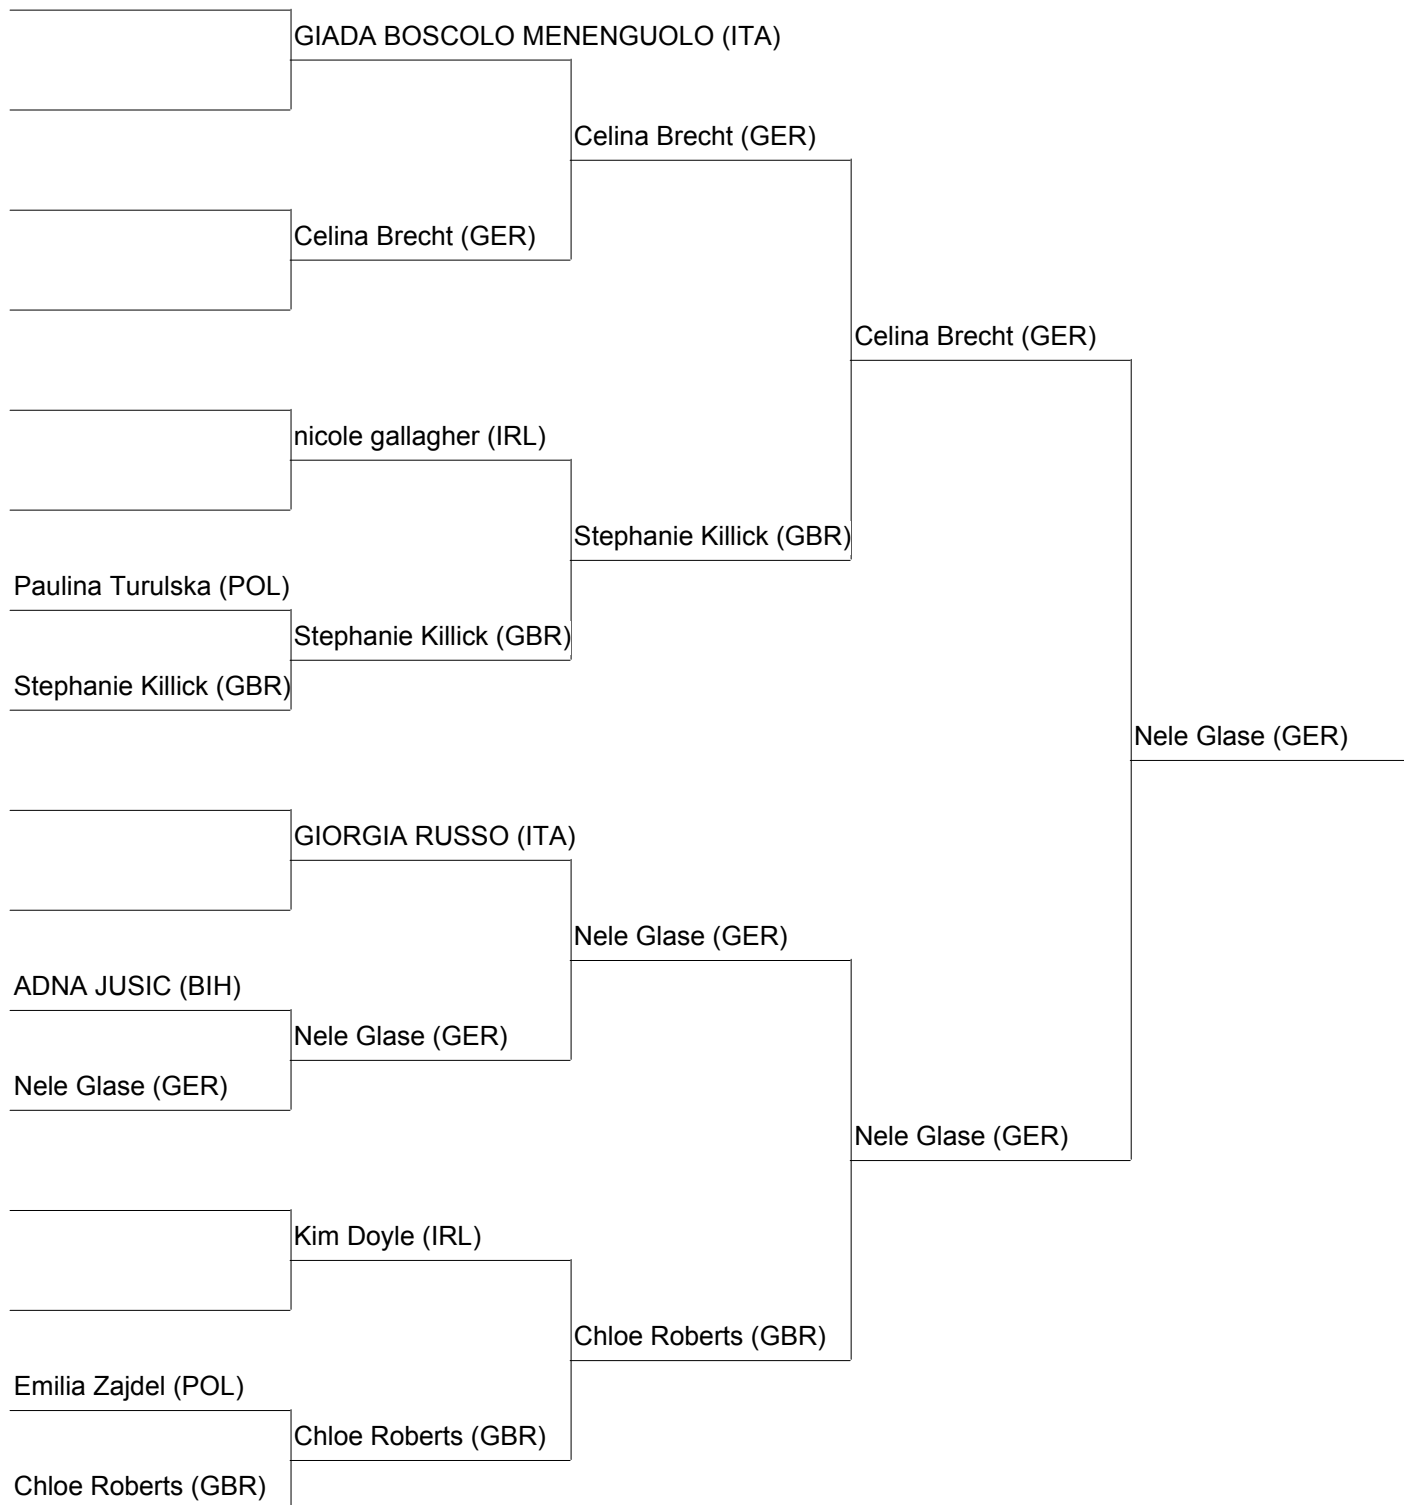 GIADA BOSCOLO MENENGUOLO (ITA)
Celina Brecht (GER)
Celina Brecht (GER)
Celina Brecht (GER)
nicole gallagher (IRL)
Stephanie Killick (GBR)
Paulina Turulska (POL)
Stephanie Killick (GBR)
Stephanie Killick (GBR)
Nele Glase (GER)
GIORGIA RUSSO (ITA)
Nele Glase (GER)
ADNA JUSIC (BIH)
Nele Glase (GER)
Nele Glase (GER)
Nele Glase (GER)
Kim Doyle (IRL)
Chloe Roberts (GBR)
Emilia Zajdel (POL)
Chloe Roberts (GBR)
Chloe Roberts (GBR)